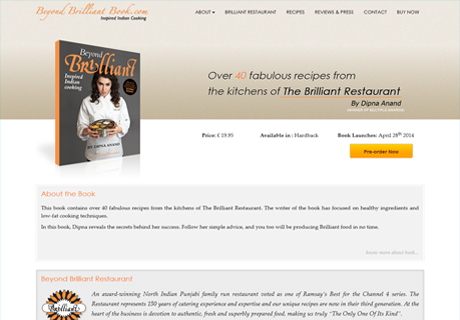 Beyond Brilliant Book.com
Inspired Indian Cooking
ABOUT BRILLIANT RESTAURANT RECIPES REVIEWS & PRESS CONTACT BUY NOW
Beyond
Brilliant
Inspired
Indian
cooking
BY DIPNA ANAND
Over 40 fabulous recipes from
the kitchens of The Brilliant Restaurant
By Dipna Anand
Price: £ 19.95 Available in : Hardback Book Launches: April 28th 2014
Pre-order Now
About the Book
This book contains over 40 fabulous recipes from the kitchens of The Brilliant Restaurant. The writer of the book has focused on healthy ingredients and
low-fat cooking techniques.
In this book, Dipna reveals the secrets behind her success. Follow her simple advice, and you too will be producing Brilliant food in no time.
learn more about book...
Beyond Brilliant Restaurant
Brilliant
An award-winning North Indian Punjabi family run restaurant voted as one of Ramsay's Best for the Channel 4 series. The
Restaurant represents 150 years of catering experience and expertise and our unique recipes are now in their third generation. At the
heart of the business is devotion to authentic, fresh and superbly prepared food, making us truly "The Only One Of Its Kind".